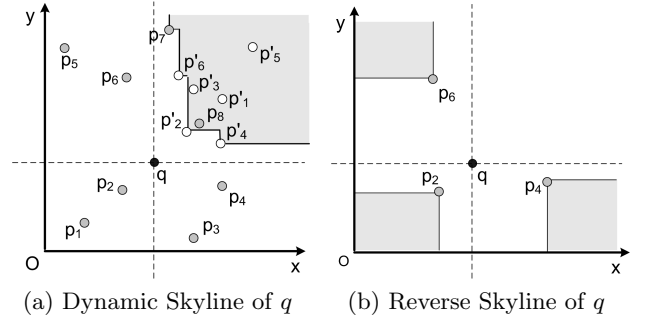 y
p5
p6
p7
p'6
p'3
p'5
p'1
p'2
p8
p'4
q
p2
p4
p1
p3
O
x
(a) Dynamic Skyline of q
y
p6
q
p2
p4
O
x
(b) Reverse Skyline of q